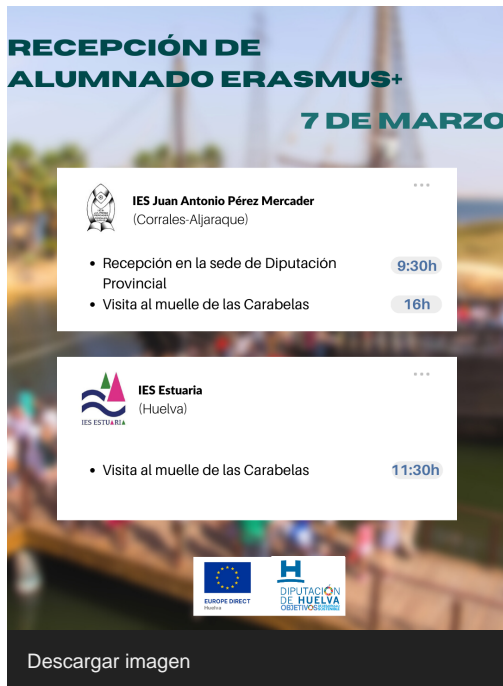 RECEPCIÓN DE
ALUMNADO ERASMUS+
7 DE MARZO
IES Juan Antonio Pérez Mercader
(Corrales-Aljaraque)
• Recepción en la sede de Diputación
Provincial
9:30h
• Visita al muelle de las Carabelas
16h
IES ESTUARIA
IES Estuaria
(Huelva)
• Visita al muelle de las Carabelas
11:30h
EUROPE DIRECT
Huelva
DIPUTACIÓN
DE HUELVA
OBJETIVOS
Descargar imagen